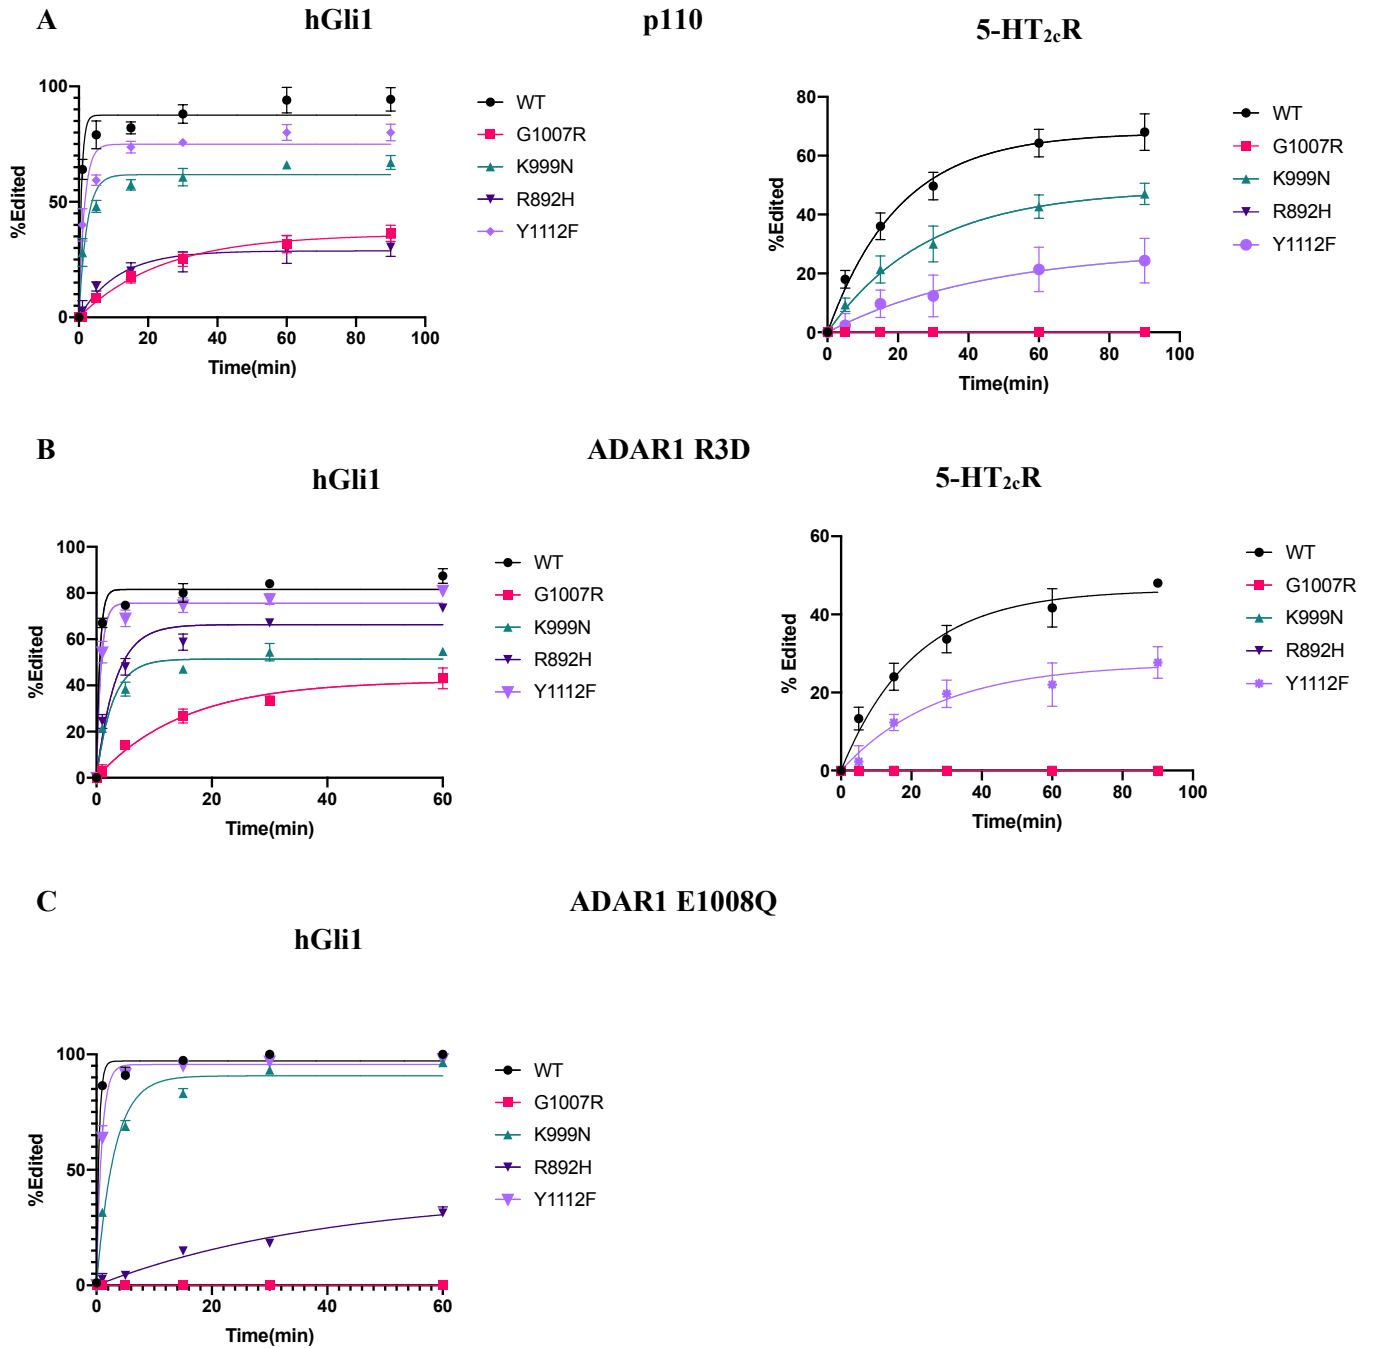 A hGli1 p110 5-HT2cR
100
50
0
0 20 40 60 80 100
%Edited
Time(min)
WT
G1007R
K999N
R892H
Y1112F
80
60
40
20
0
0 20 40 60 80 100
%Edited
Time(min)
WT
G1007R
K999N
R892H
Y1112F
B ADAR1 R3D
hGli1 5-HT2cR
100
80
60
40
20
0
0 20 40 60
%Edited
Time(min)
WT
G1007R
K999N
R892H
Y1112F
60
40
20
0
0 20 40 60 80 100
% Edited
Time(min)
WT
G1007R
K999N
R892H
Y1112F
C ADAR1 E1008Q
hGli1
100
50
0
0 20 40 60
%Edited
Time(min)
WT
G1007R
K999N
R892H
Y1112F